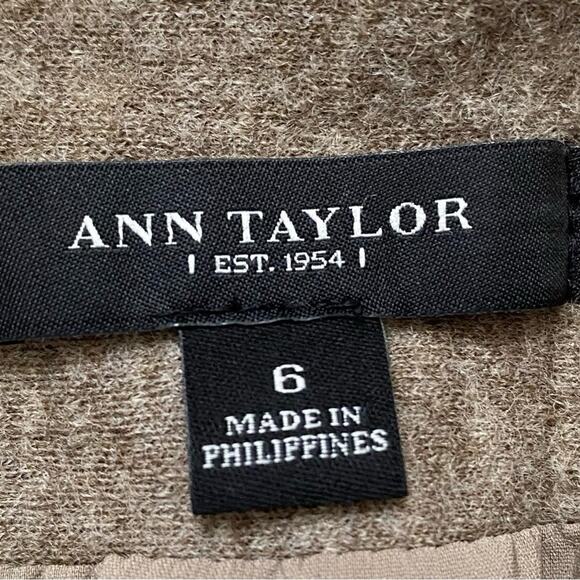 ANN TAYLOR
| EST. 1954 |
6
MADE IN
PHILIPPINES